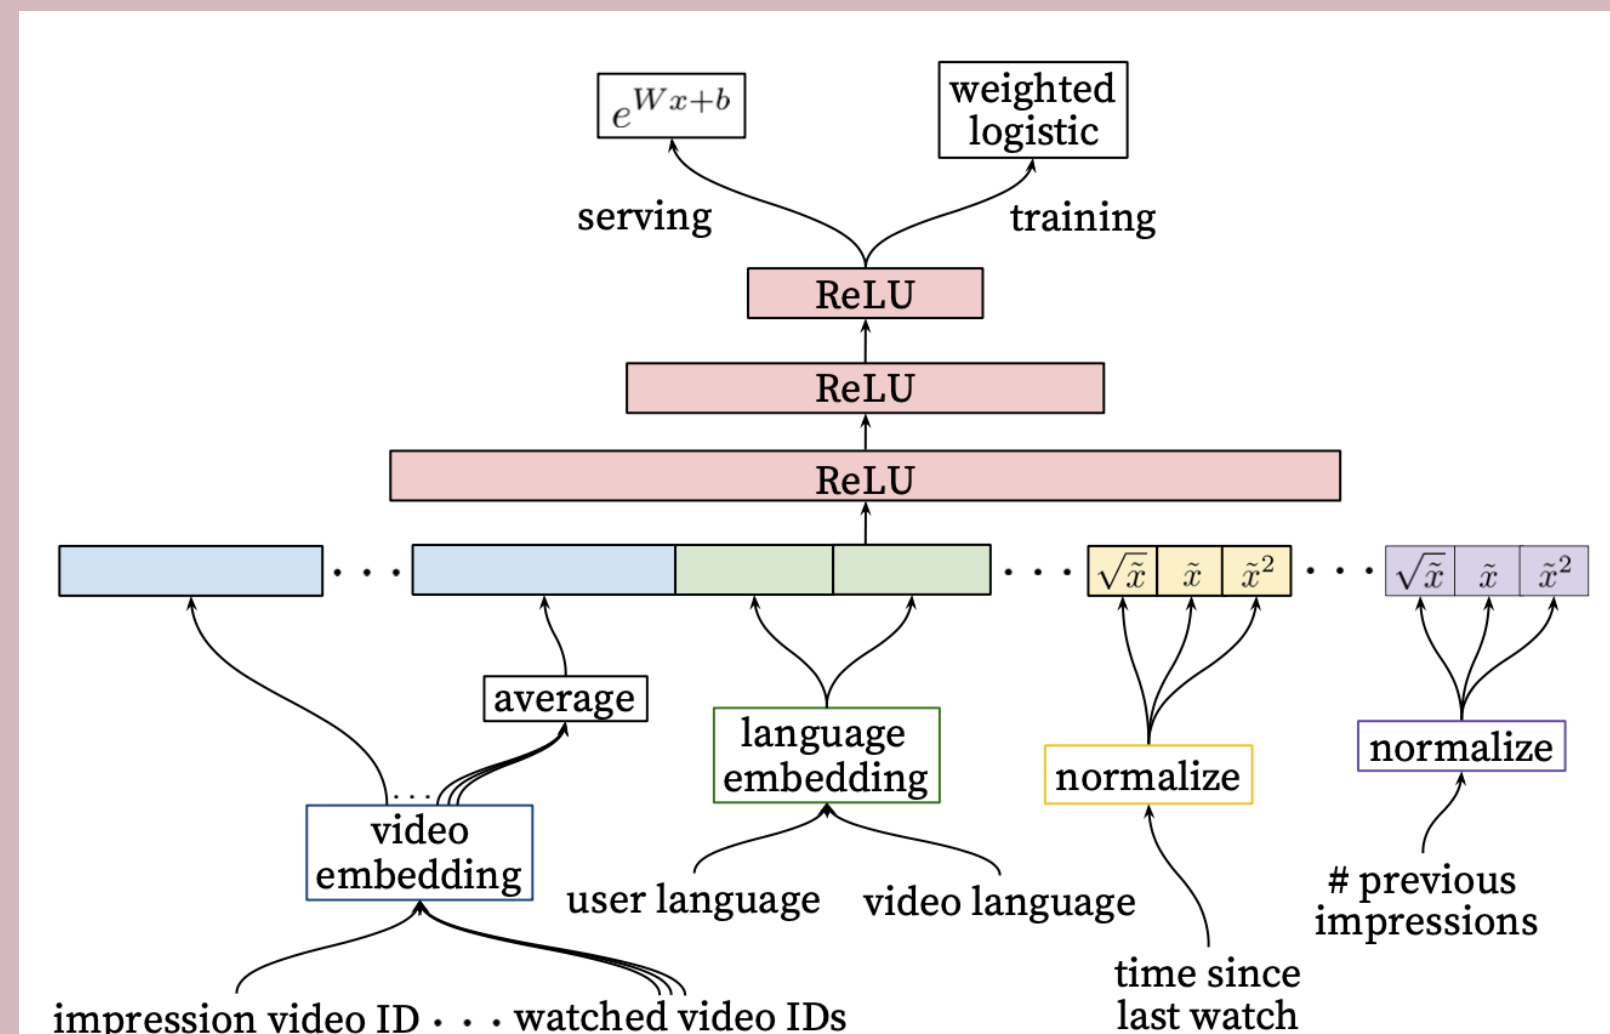 e^{Wx+b}
weighted
logistic
serving
training
ReLU
ReLU
ReLU
. . .
. . .
√x̃ x̃ x̃²
. . .
√x̃ x̃ x̃²
average
language
embedding
normalize
normalize
. . .
video
embedding
user language
video language
# previous
impressions
time since
last watch
impression video ID . . . watched video IDs